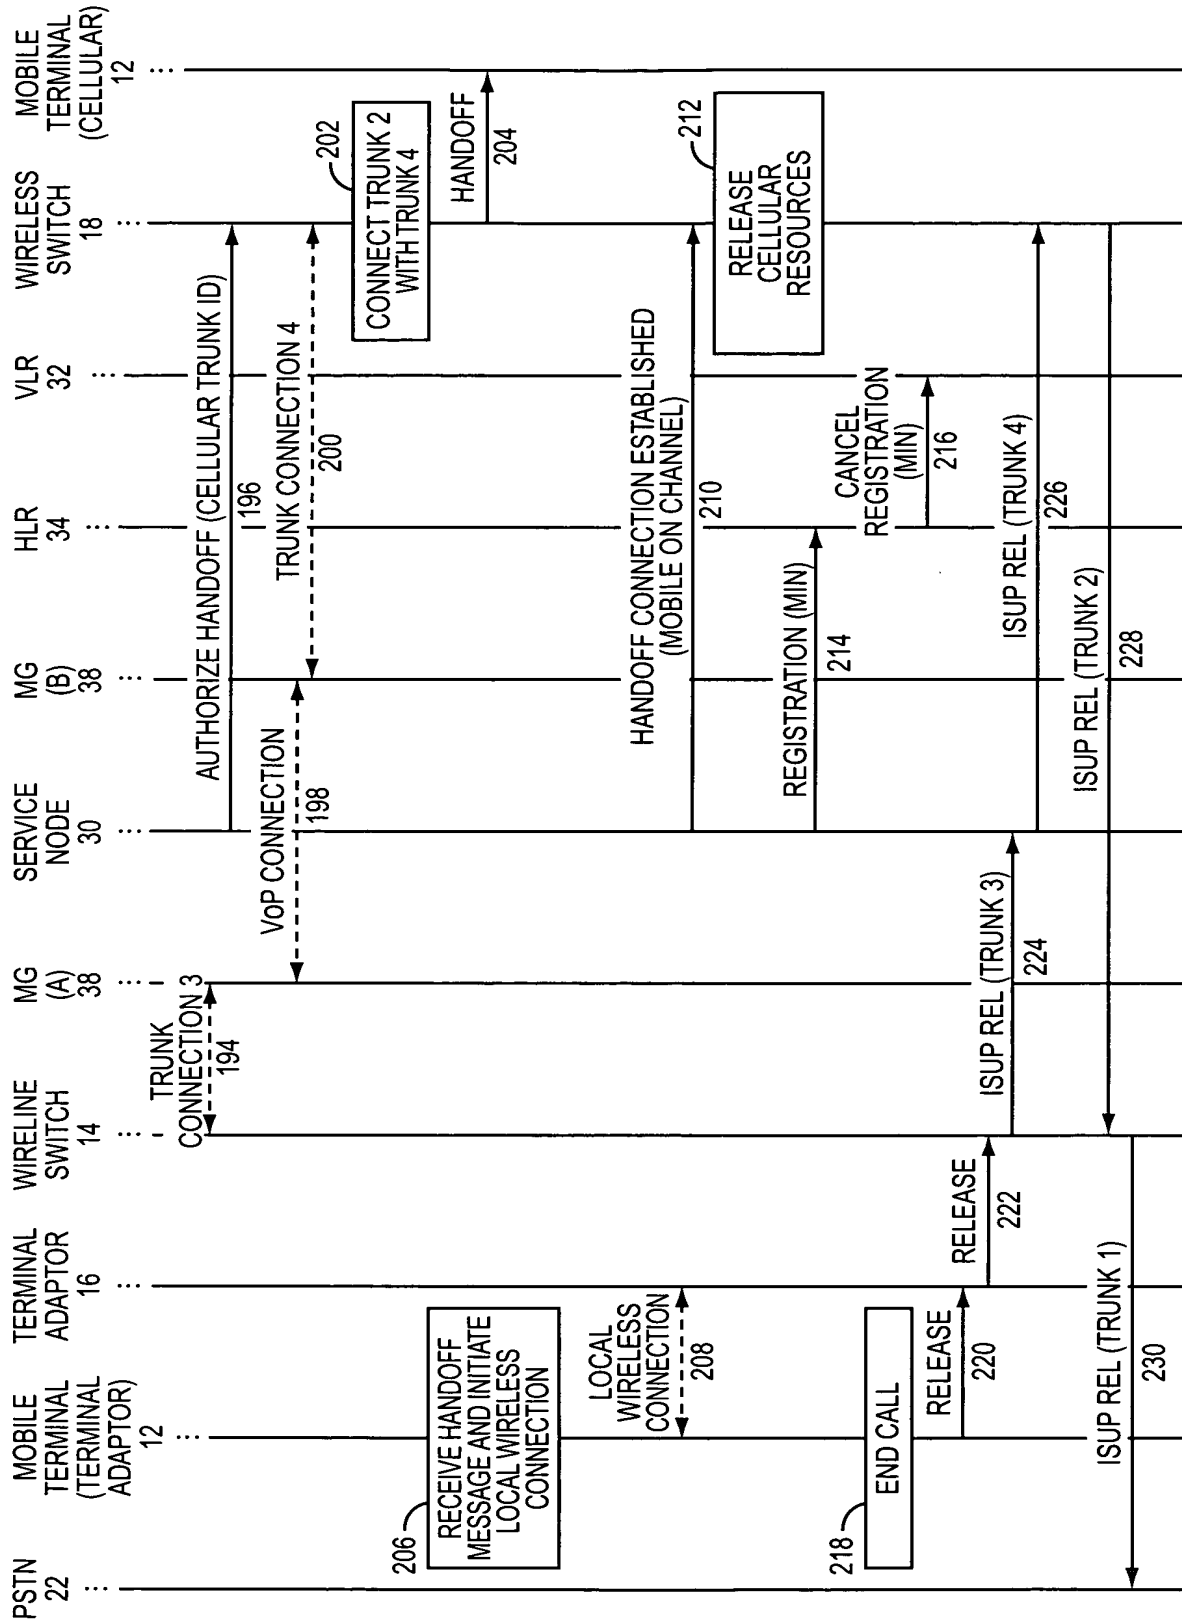 PSTN
22
...
MOBILE
TERMINAL
(TERMINAL
ADAPTOR)
12
...
TERMINAL
ADAPTOR
16
...
WIRELINE
SWITCH
14
...
MG
(A)
38
...
SERVICE
NODE
30
...
MG
(B)
38
...
HLR
34
...
VLR
32
...
WIRELESS
SWITCH
18
...
MOBILE
TERMINAL
(CELLULAR)
12
...
TRUNK
CONNECTION 3
194
AUTHORIZE HANDOFF (CELLULAR TRUNK ID)
196
VoP CONNECTION
198
TRUNK CONNECTION 4
200
202
CONNECT TRUNK 2
WITH TRUNK 4
HANDOFF
204
206
RECEIVE HANDOFF
MESSAGE AND INITIATE
LOCAL WIRELESS
CONNECTION
LOCAL
WIRELESS
CONNECTION
208
HANDOFF CONNECTION ESTABLISHED
(MOBILE ON CHANNEL)
210
212
RELEASE
CELLULAR
RESOURCES
REGISTRATION (MIN)
214
CANCEL
REGISTRATION
(MIN)
216
218
END CALL
RELEASE
220
RELEASE
222
ISUP REL (TRUNK 3)
224
ISUP REL (TRUNK 4)
226
ISUP REL (TRUNK 2)
228
ISUP REL (TRUNK 1)
230